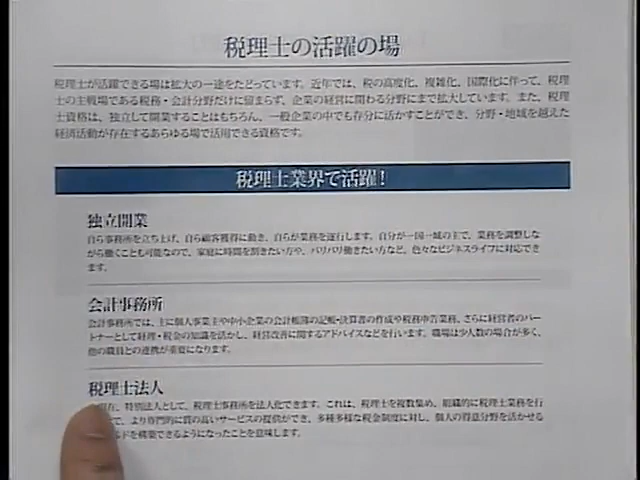 税理士の活躍の場
税理士が活躍できる場は拡大の一途をたどっています。近年では、税の高度化、複雑化、国際化に伴って、税理
士の主戦場である税務・会計分野だけに留まらず、企業の経営に関わる分野にまで拡大しています。また、税理
士資格は、独立して開業することはもちろん、一般企業の中でも存分に活かすことができ、分野・地域を越えた
経済活動が存在するあらゆる場で活用できる資格です。
税理士業界で活躍!
独立開業
自ら事務所を立ち上げ、自ら顧客獲得に動き、自らが業務を遂行します。自分が一国一城の主で、業務を調整しな
がら働くことも可能なので、家庭に時間を割きたい方や、バリバリ働きたい方など、色々なビジネスライフに対応でき
ます。
会計事務所
会計事務所では、主に個人事業主や中小企業の会計帳簿の記帳・決算書の作成や税務申告業務、さらに経営者のパー
トナーとして経理・税金の知識を活かし、経営改善に関するアドバイスなどを行います。職場は少人数の場合が多く、
他の職員との連携が重要になります。
税理士法人
現在、特別法人として、税理士事務所を法人化できます。これは、税理士を複数集め、組織的に税理士業務を行
で、より専門的に質の高いサービスの提供ができ、多種多様な税金制度に対し、個人の得意分野を活かせる
ドを構築できるようになったことを意味します。